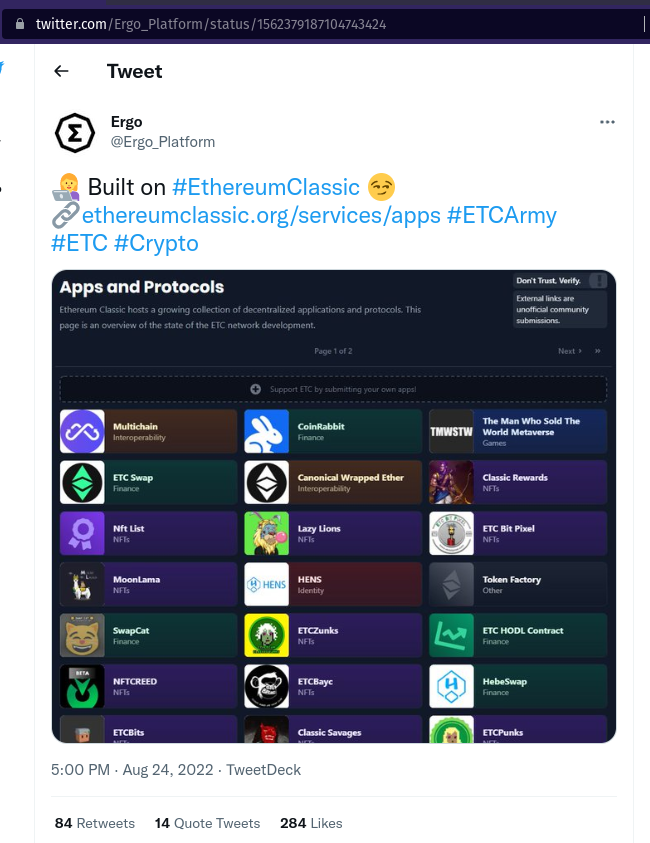 twitter.com/Ergo_Platform/status/1562379187104743424
Tweet
Ergo
@Ergo_Platform
Built on #EthereumClassic
ethereumclassic.org/services/apps #ETCArmy
#ETC #Crypto
Apps and Protocols
Ethereum Classic hosts a growing collection of decentralized applications and protocols. This
page is an overview of the state of the ETC network development.
Don't Trust, Verify.
External links are
unofficial community
submissions.
Page 1 of 2
Next
Support ETC by submitting your own apps!
Multichain
Interoperability
CoinRabbit
Finance
TMWSTW
The Man Who Sold The
World Metaverse
Games
ETC Swap
Finance
Canonical Wrapped Ether
Interoperability
Classic Rewards
NFTs
Nft List
NFTs
Lazy Lions
NFTs
ETC Bit Pixel
NFTs
MoonLama
NFTs
HENS
HENS
Identity
Token Factory
Other
SwapCat
Finance
ETCZunks
NFTs
ETC HODL Contract
Finance
BETA
NFTCREED
NFTs
ETCBayc
NFTs
HebeSwap
Finance
ETCBits
NFTs
Classic Savages
NFTs
ETCPunks
NFTs
5:00 PM · Aug 24, 2022 · TweetDeck
84 Retweets 14 Quote Tweets 284 Likes